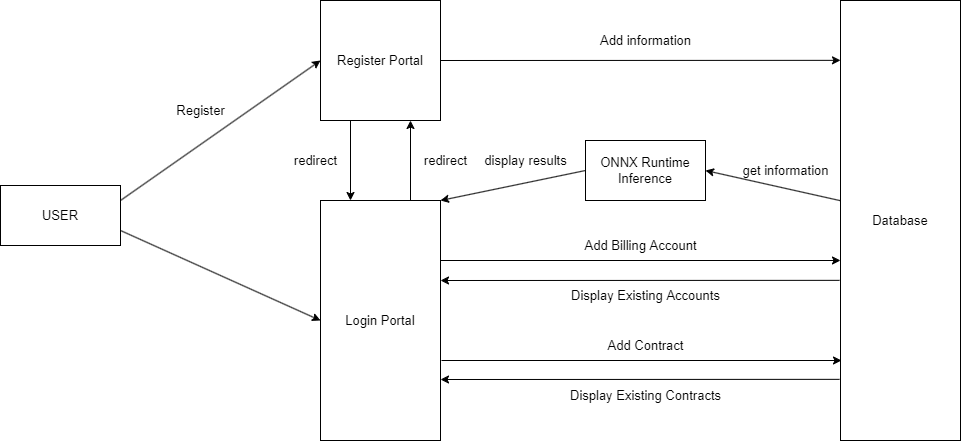 Register Portal
Add information
Register
redirect
redirect
display results
ONNX Runtime
Inference
get information
USER
Database
Add Billing Account
Display Existing Accounts
Login Portal
Add Contract
Display Existing Contracts